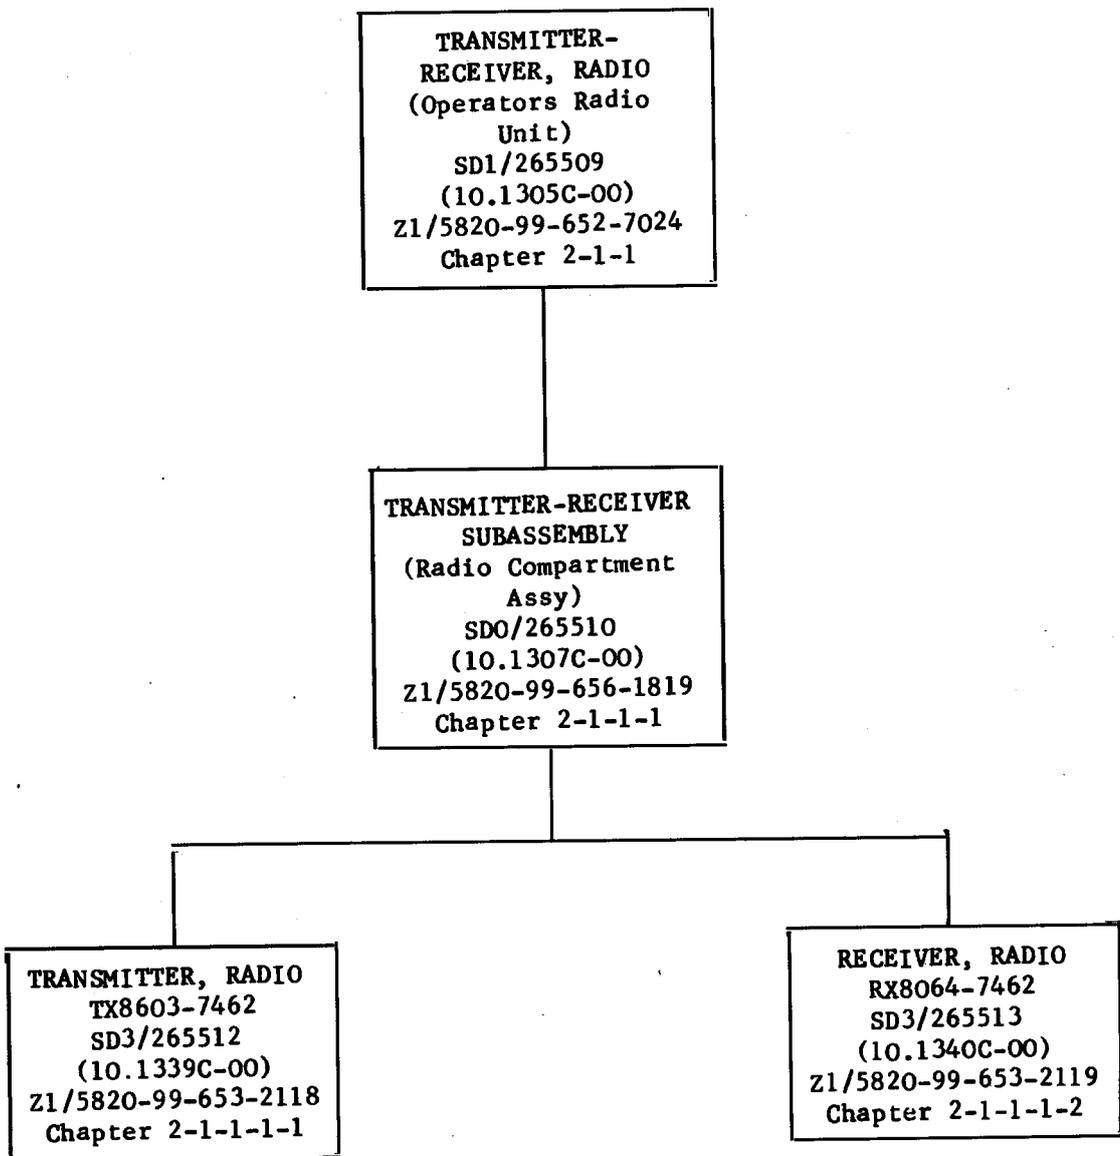 TRANSMITTER-
RECEIVER, RADIO
(Operators Radio
Unit)
SD1/265509
(10.1305C-00)
Z1/5820-99-652-7024
Chapter 2-1-1
TRANSMITTER-RECEIVER
SUBASSEMBLY
(Radio Compartment
Assy)
SD0/265510
(10.1307C-00)
Z1/5820-99-656-1819
Chapter 2-1-1-1
TRANSMITTER, RADIO
TX8603-7462
SD3/265512
(10.1339C-00)
Z1/5820-99-653-2118
Chapter 2-1-1-1-1
RECEIVER, RADIO
RX8064-7462
SD3/265513
(10.1340C-00)
Z1/5820-99-653-2119
Chapter 2-1-1-1-2